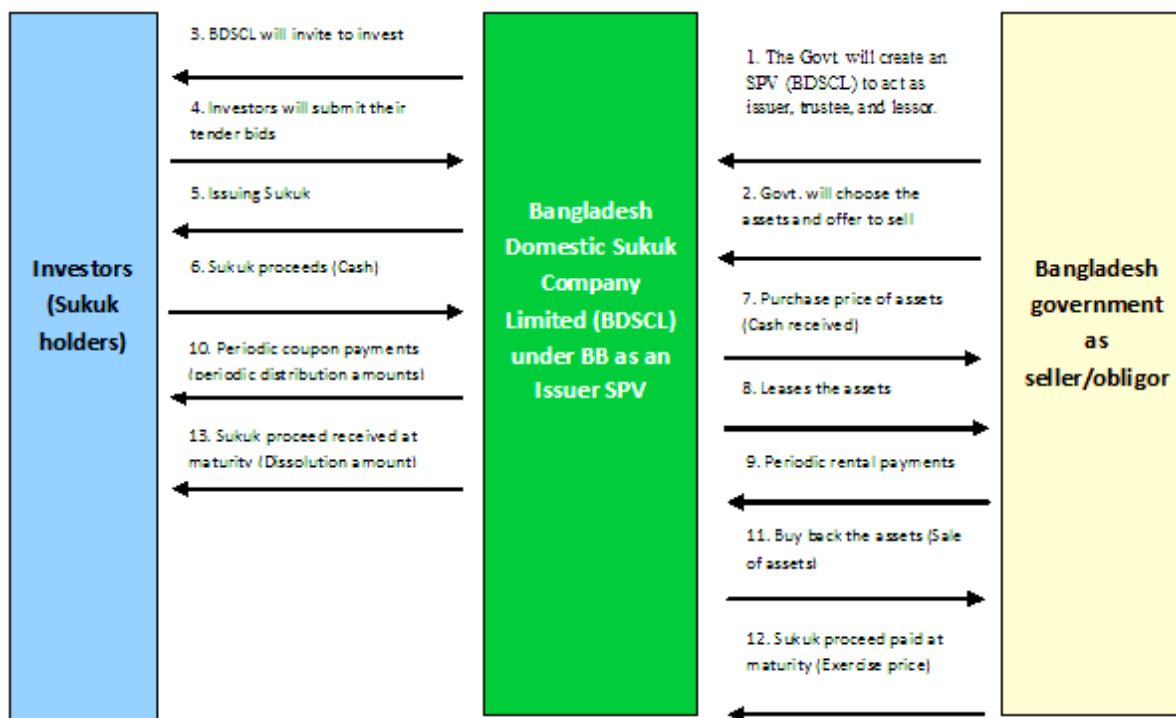 3. BDSCL will invite to invest
4. Investors will submit their
tender bids
5. Issuing Sukuk
6. Sukuk proceeds (Cash)
10. Periodic coupon payments
(periodic distribution amounts)
13. Sukuk proceed received at
maturity (Dissolution amount)
Investors
(Sukuk
holders)
Bangladesh
Domestic Sukuk
Company
Limited (BDSCL)
under BB as an
Issuer SPV
1. The Govt. will create an
SPV (BDSCL) to act as
issuer, trustee, and lessor.
2. Govt. will choose the
assets and offer to sell
7. Purchase price of assets
(Cash received)
8. Leases the assets
9. Periodic rental payments
11. Buy back the assets (Sale
of assets)
12. Sukuk proceed paid at
maturity (Exercise price)
Bangladesh
government
as
seller/obligor